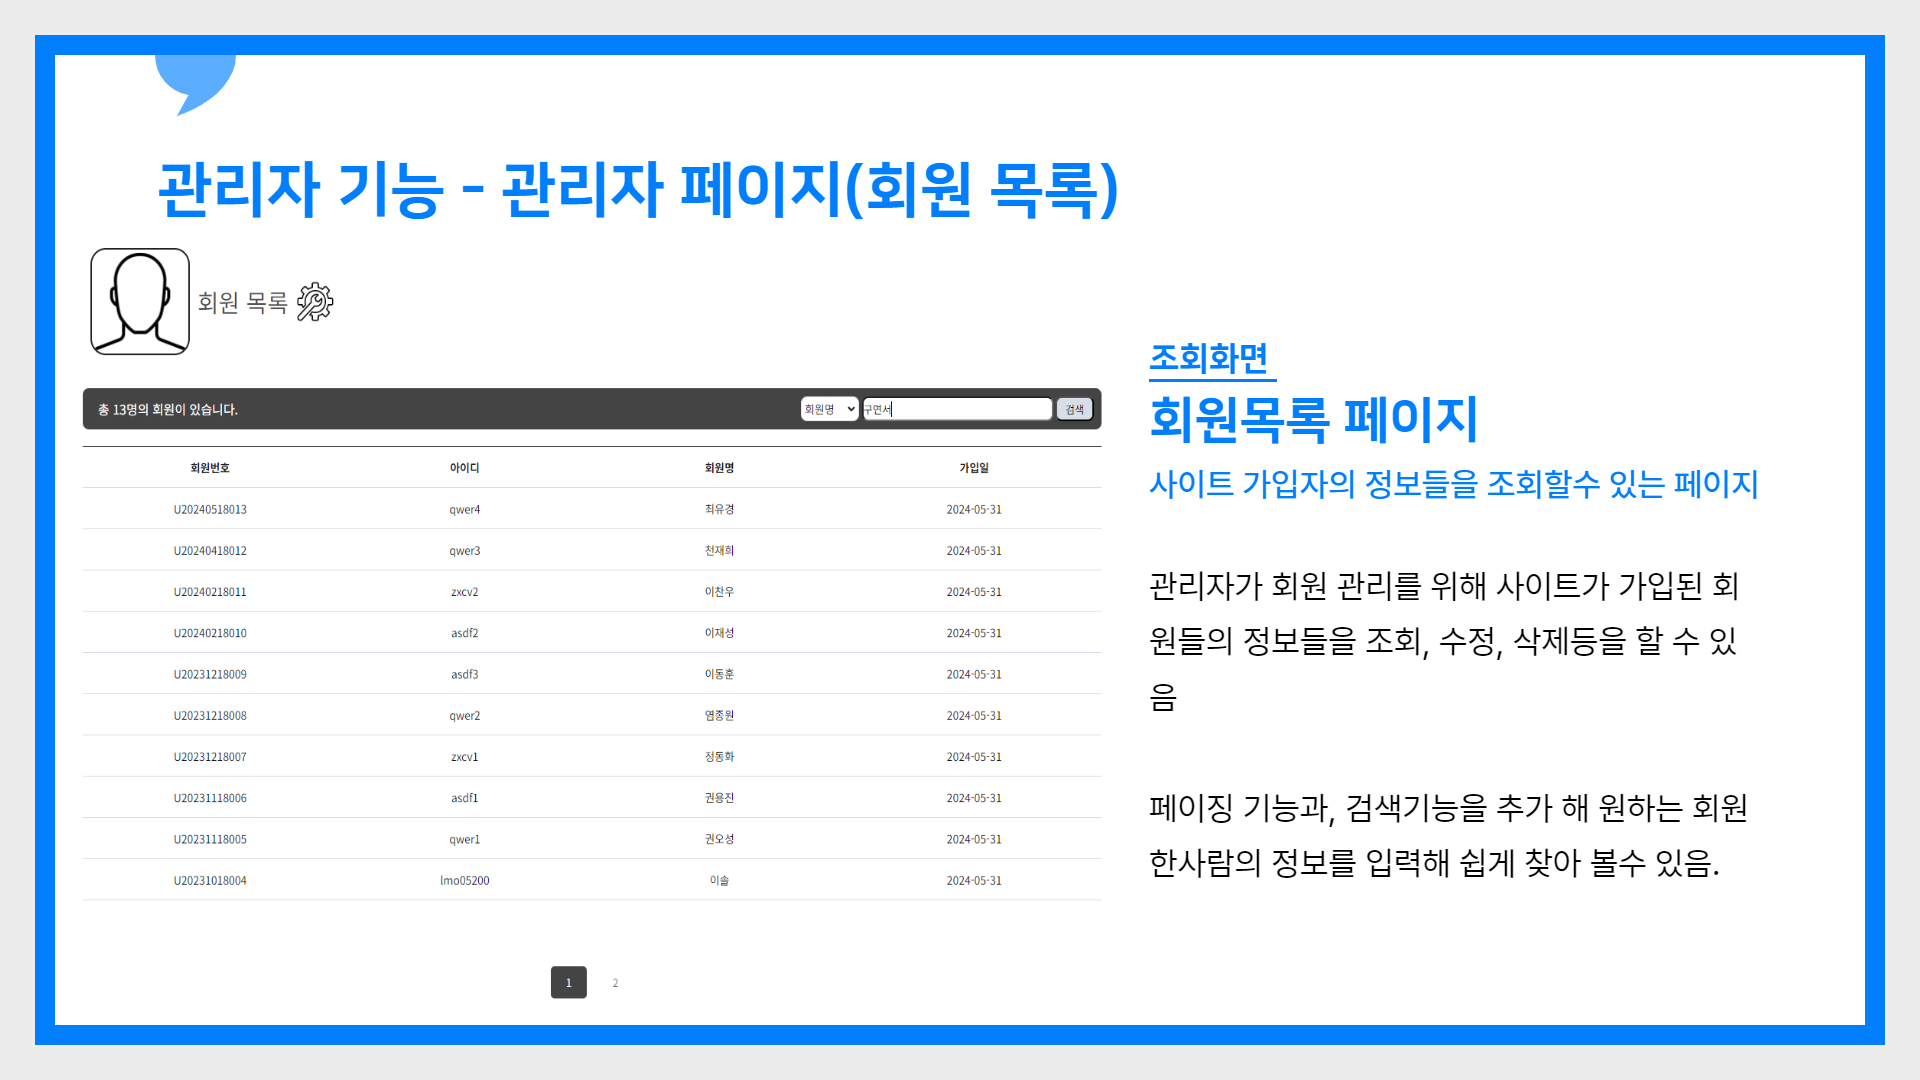 관리자 기능 - 관리자 페이지(회원 목록)
회원 목록
총 13명의 회원이 있습니다.
회원명 구연서 검색
회원번호 아이디 회원명 가입일
U20240518013 qwer4 최유경 2024-05-31
U20240418012 qwer3 천재희 2024-05-31
U20240218011 zxcv2 이찬우 2024-05-31
U20240218010 asdf2 이재성 2024-05-31
U20231218009 asdf3 이동훈 2024-05-31
U20231218008 qwer2 염종원 2024-05-31
U20231218007 zxcv1 정동화 2024-05-31
U20231118006 asdf1 권용진 2024-05-31
U20231118005 qwer1 권오성 2024-05-31
U20231018004 lmo05200 이솔 2024-05-31
1 2
조회화면
회원목록 페이지
사이트 가입자의 정보들을 조회할수 있는 페이지
관리자가 회원 관리를 위해 사이트가 가입된 회
원들의 정보들을 조회, 수정, 삭제등을 할 수 있
음
페이징 기능과, 검색기능을 추가 해 원하는 회원
한사람의 정보를 입력해 쉽게 찾아 볼수 있음.